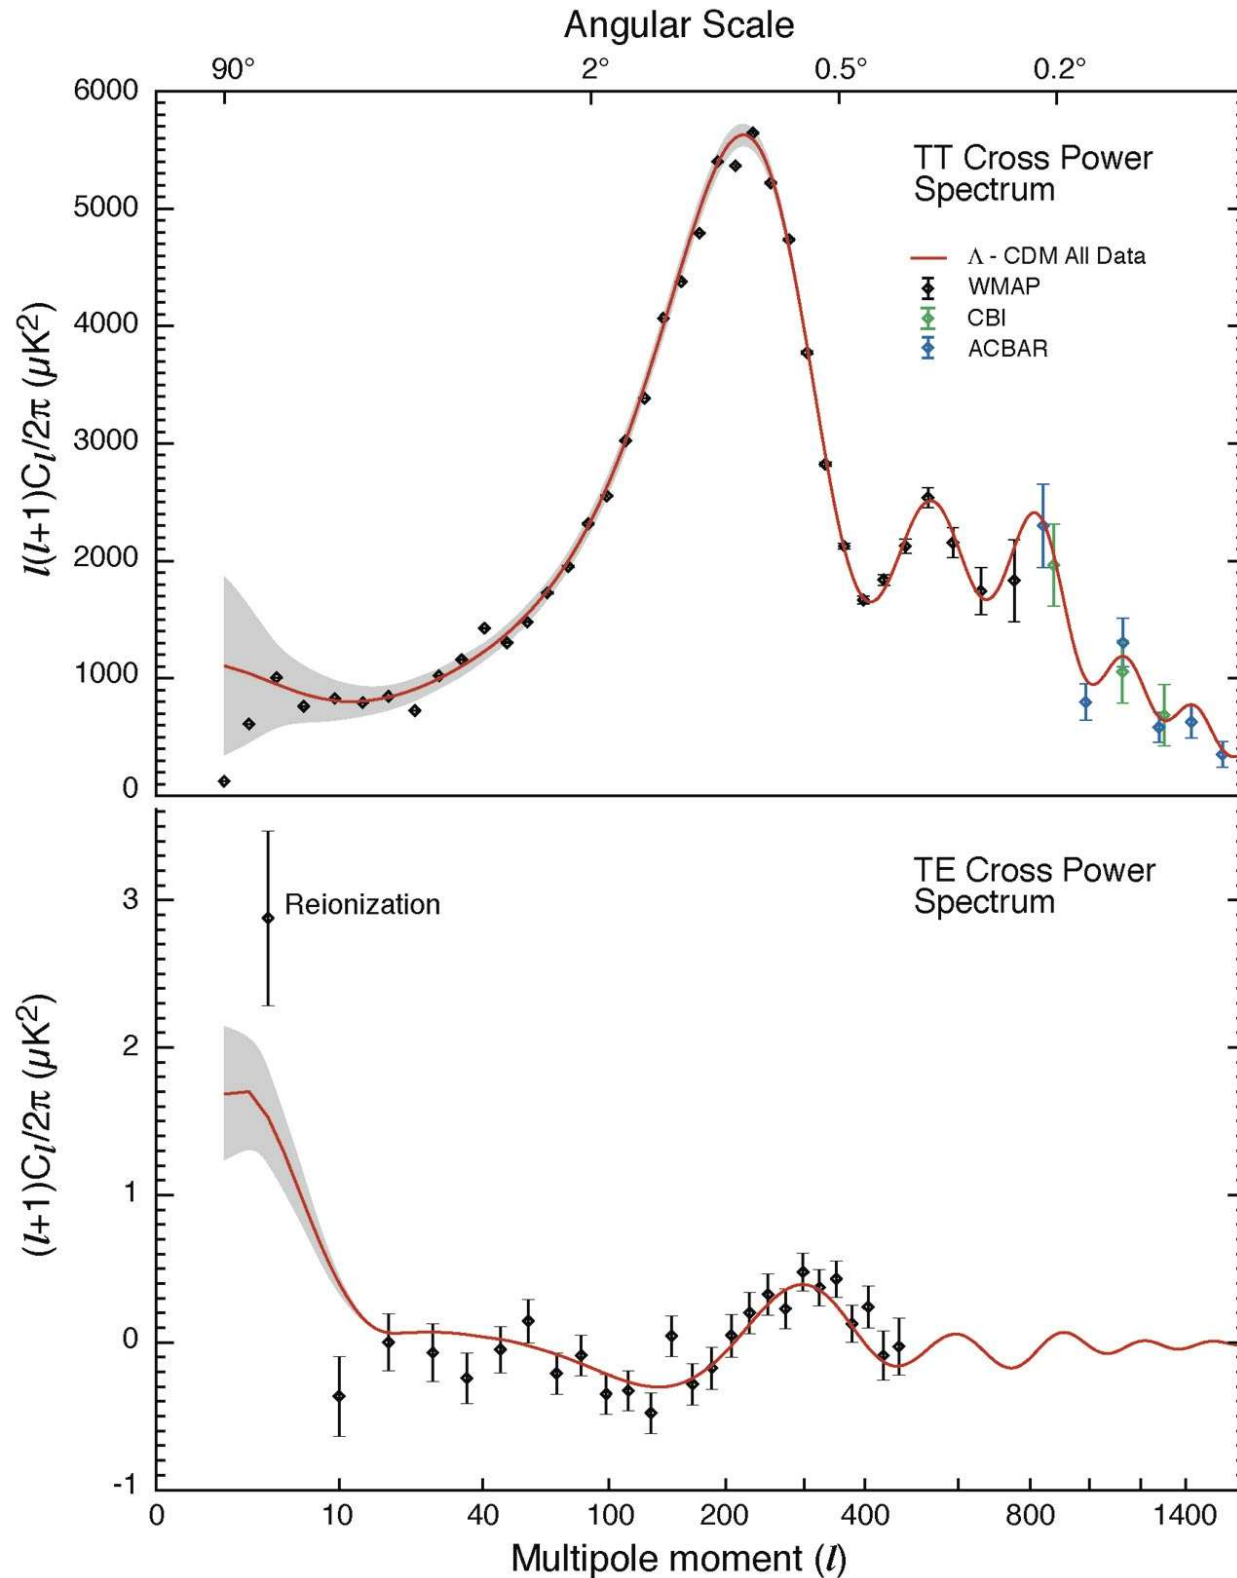 Angular Scale
90° 2° 0.5° 0.2°
6000
5000
4000
3000
2000
1000
0
l(l+1)Cl/2π (μK²)
TT Cross Power
Spectrum
Λ - CDM All Data
WMAP
CBI
ACBAR
3
2
1
0
-1
(l+1)Cl/2π (μK²)
Reionization
TE Cross Power
Spectrum
0 10 40 100 200 400 800 1400
Multipole moment (l)